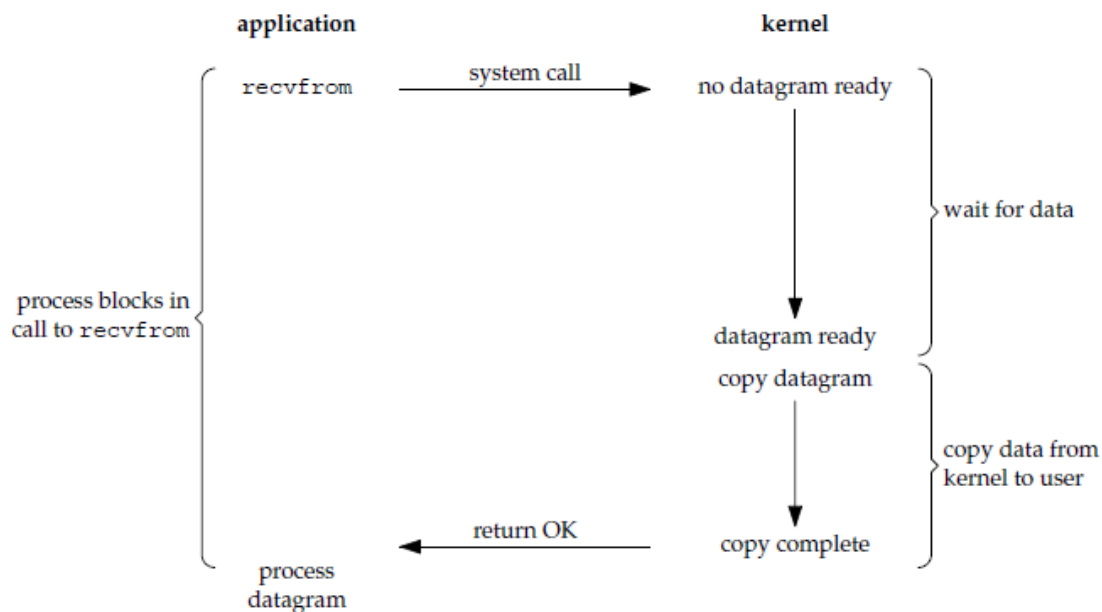 application
kernel
recvfrom
system call
no datagram ready
wait for data
process blocks in
call to recvfrom
datagram ready
copy datagram
copy data from
kernel to user
return OK
copy complete
process
datagram